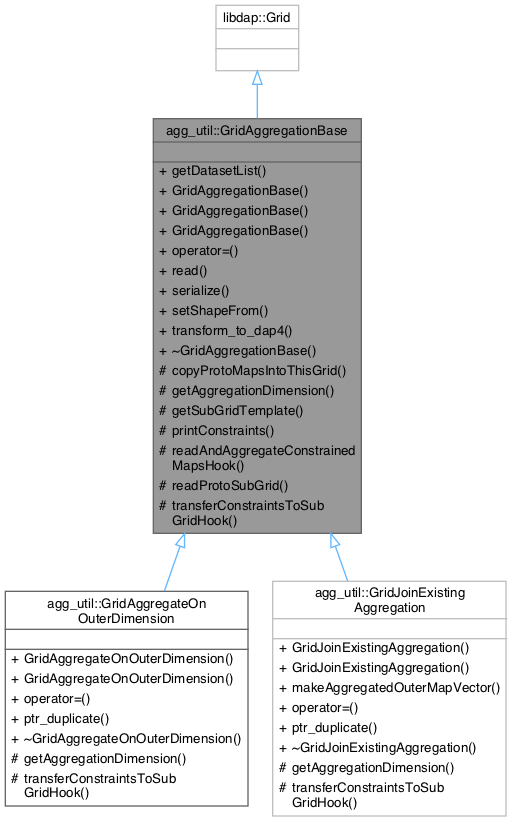 libdap::Grid
agg_util::GridAggregationBase
+ getDatasetList()
+ GridAggregationBase()
+ GridAggregationBase()
+ GridAggregationBase()
+ operator=()
+ read()
+ serialize()
+ setShapeFrom()
+ transform_to_dap4()
+ ~GridAggregationBase()
# copyProtoMapsIntoThisGrid()
# getAggregationDimension()
# getSubGridTemplate()
# printConstraints()
# readAndAggregateConstrained
MapsHook()
# readProtoSubGrid()
# transferConstraintsToSub
GridHook()
agg_util::GridAggregateOn
OuterDimension
+ GridAggregateOnOuterDimension()
+ GridAggregateOnOuterDimension()
+ operator=()
+ ptr_duplicate()
+ ~GridAggregateOnOuterDimension()
# getAggregationDimension()
# transferConstraintsToSub
GridHook()
agg_util::GridJoinExisting
Aggregation
+ GridJoinExistingAggregation()
+ GridJoinExistingAggregation()
+ makeAggregatedOuterMapVector()
+ operator=()
+ ptr_duplicate()
+ ~GridJoinExistingAggregation()
# getAggregationDimension()
# transferConstraintsToSub
GridHook()